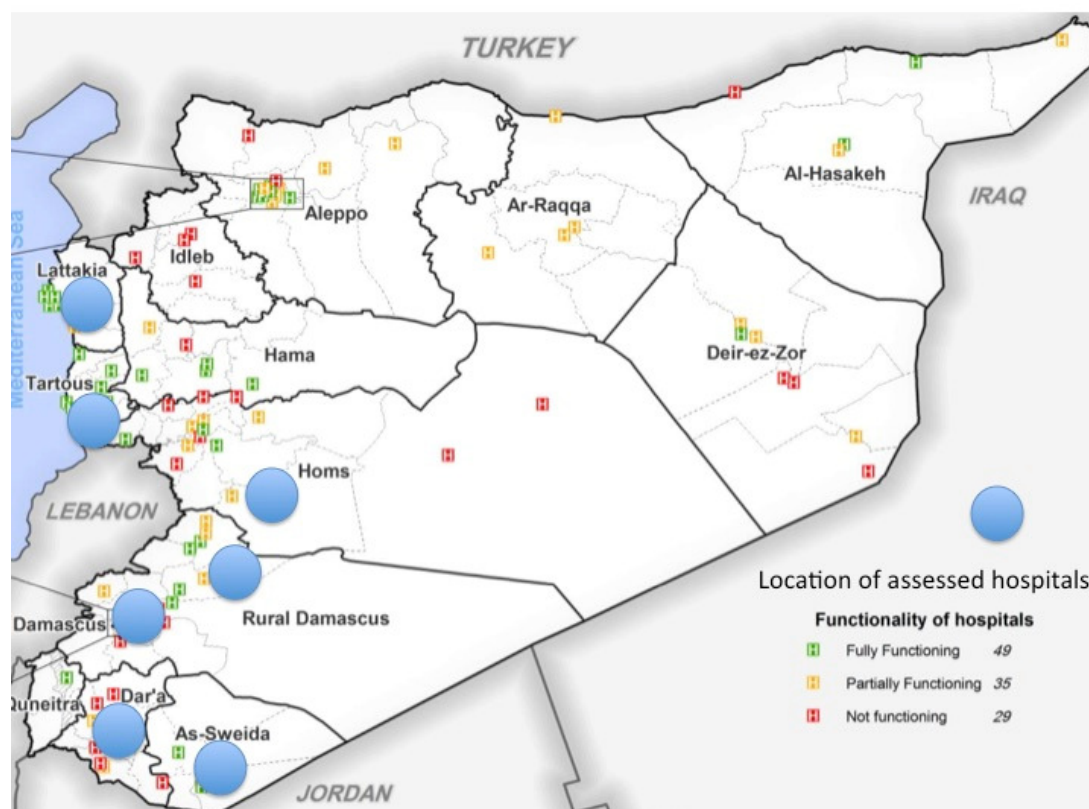 TURKEY
Al-Hasakeh
IRAQ
Aleppo
Ar-Raqqa
Idleb
Lattakia
Mediterranean Sea
Hama
Deir-ez-Zor
Tartous
Homs
LEBANON
Location of assessed hospitals
Rural Damascus
Damascus
Functionality of hospitals
H Fully Functioning 49
H Partially Functioning 35
H Not functioning 29
Quneitra
Dar'a
As-Sweida
JORDAN